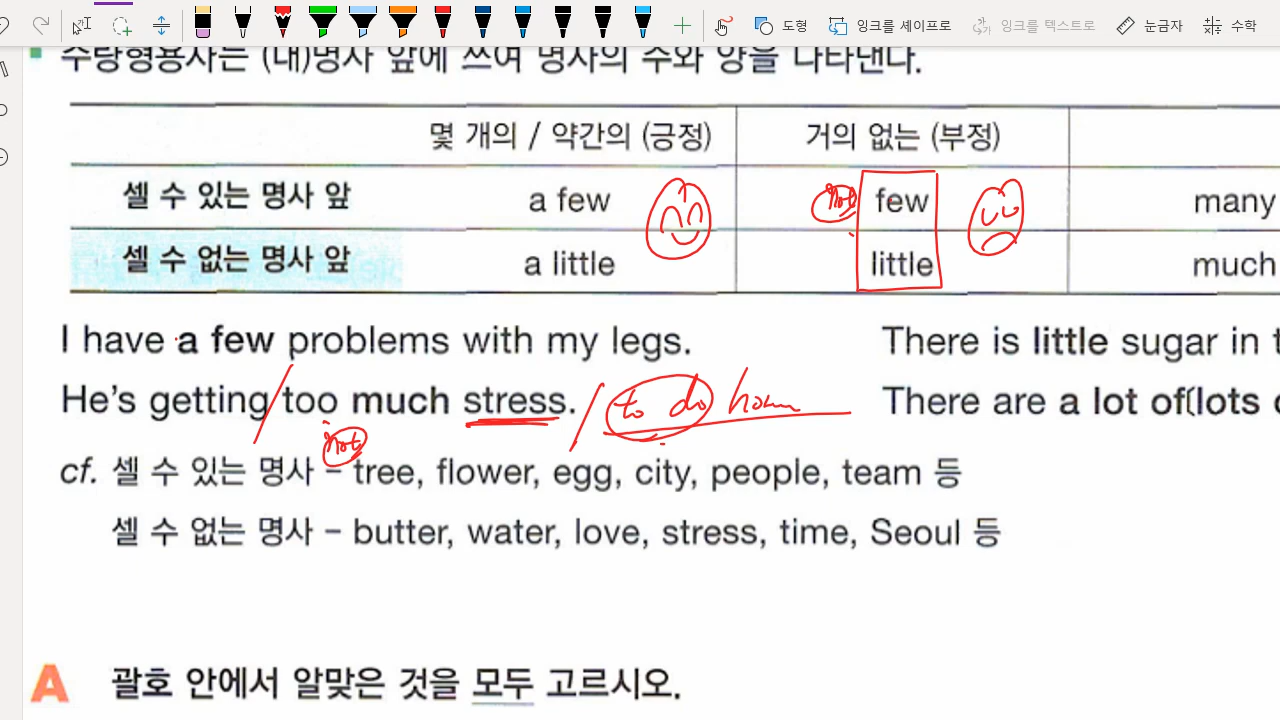 도형 잉크를 셰이프로 잉크를 텍스트로 눈금자 수학
수량형용사는 (대)명사 앞에 쓰여 명사의 수와 양을 나타낸다.
몇 개의 / 약간의 (긍정) 거의 없는 (부정)
셀 수 있는 명사 앞 a few not few many
셀 수 없는 명사 앞 a little little much
I have a few problems with my legs. There is little sugar in
He's getting / too much stress. / to do There are a lot of(lots
not
cf. 셀 수 있는 명사 – tree, flower, egg, city, people, team 등
셀 수 없는 명사 – butter, water, love, stress, time, Seoul 등
A 괄호 안에서 알맞은 것을 모두 고르시오.